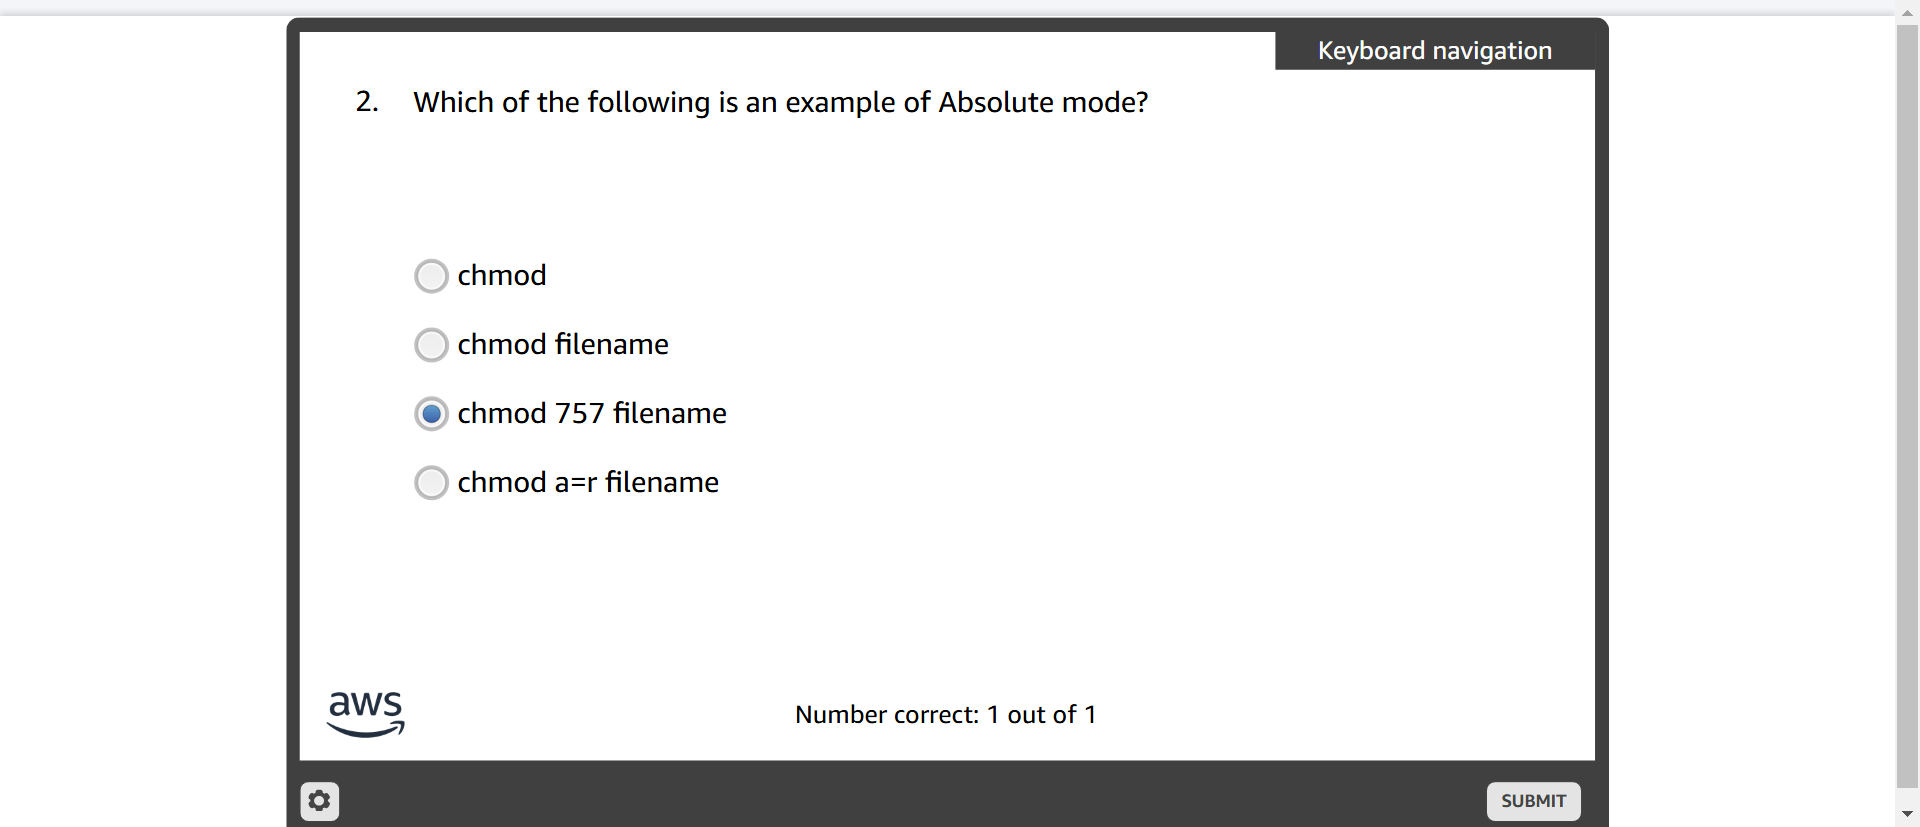 Keyboard navigation
2. Which of the following is an example of Absolute mode?
chmod
chmod filename
chmod 757 filename
chmod a=r filename
aws
Number correct: 1 out of 1
SUBMIT